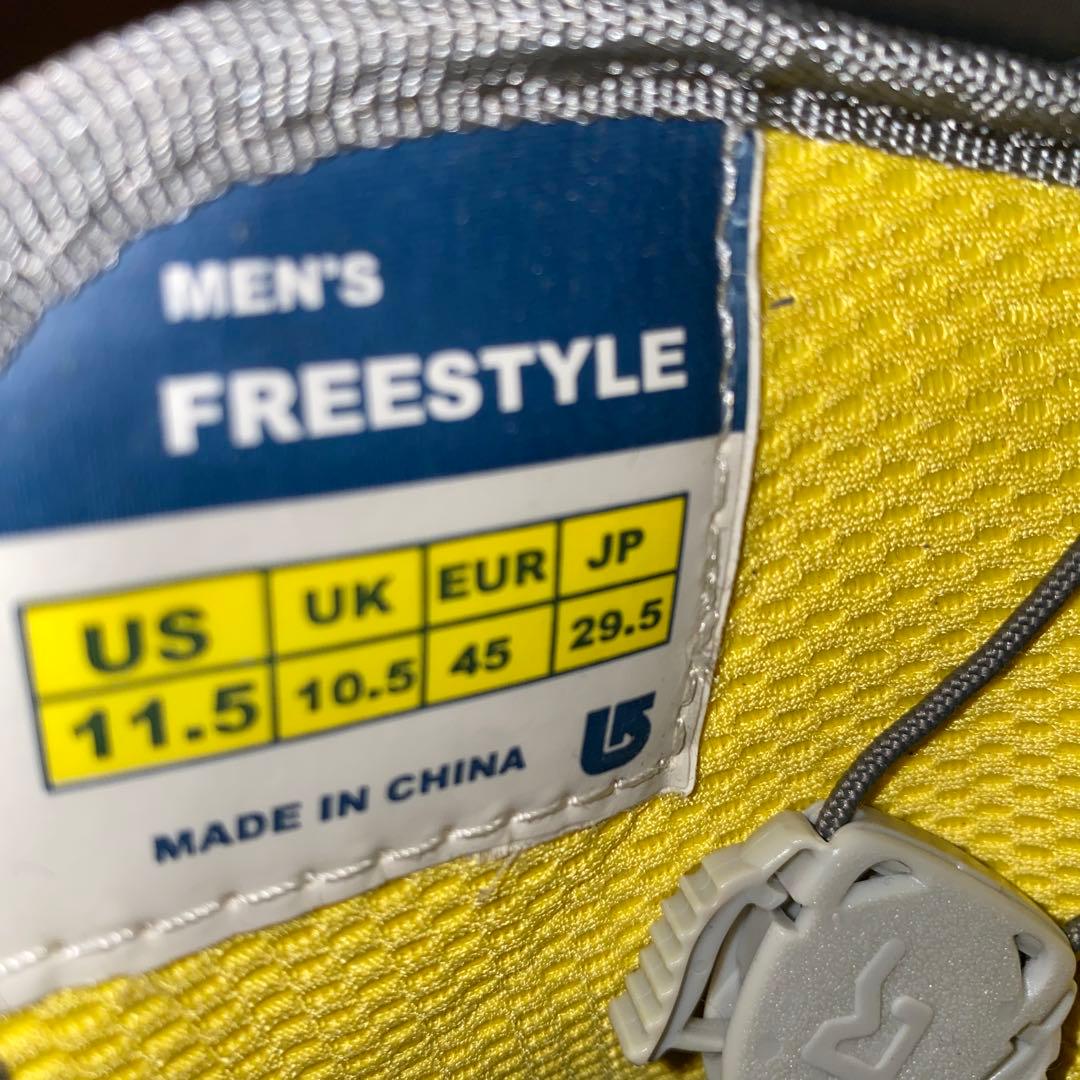 MEN'S
FREESTYLE
US UK EUR JP
11.5 10.5 45 29.5
MADE IN CHINA